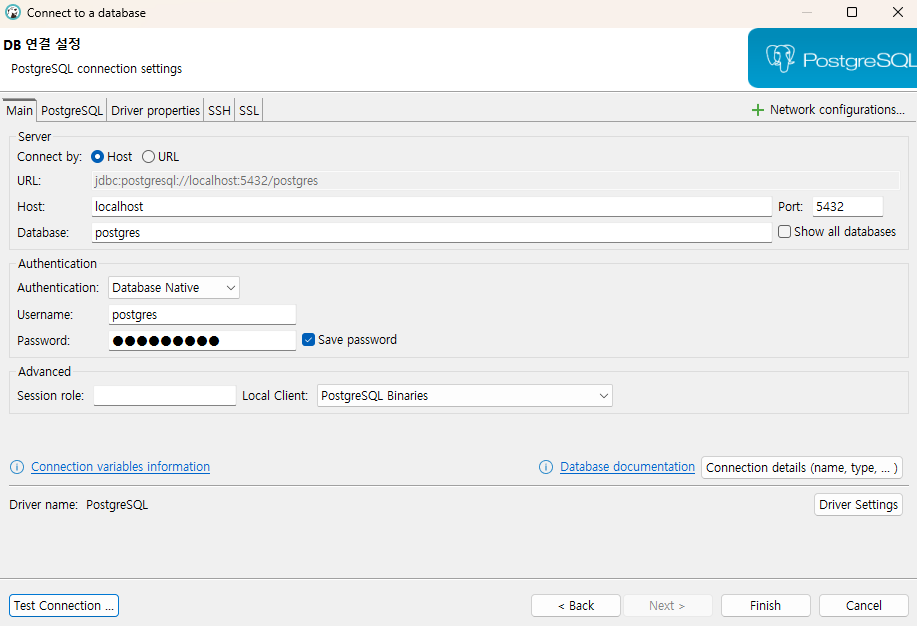 Connect to a database
DB 연결 설정
PostgreSQL connection settings
PostgreSQL
Main PostgreSQL Driver properties SSH SSL Network configurations...
Server
Connect by: Host URL
URL: jdbc:postgresql://localhost:5432/postgres
Host: localhost Port: 5432
Database: postgres Show all databases
Authentication
Authentication: Database Native
Username: postgres
Password: ●●●●●●●●● Save password
Advanced
Session role: Local Client: PostgreSQL Binaries
Connection variables information Database documentation Connection details (name, type, ... )
Driver name: PostgreSQL Driver Settings
Test Connection ... < Back Next > Finish Cancel